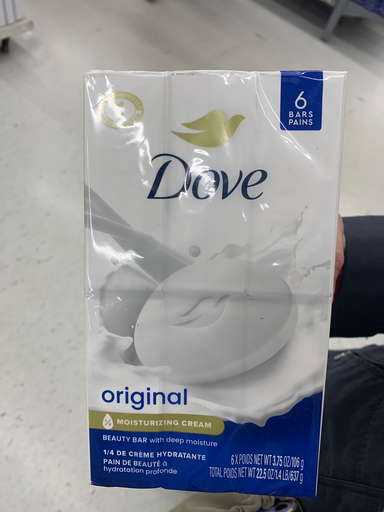 6
BARS
PAINS
Dove
original
1/4 MOISTURIZING CREAM
BEAUTY BAR with deep moisture
1/4 DE CRÈME HYDRATANTE
PAIN DE BEAUTÉ à
hydratation profonde
6 X POIDS NET WT 3.75 OZ/106 g
TOTAL POIDS NET WT 22.5 OZ/1.4 LB/637 g